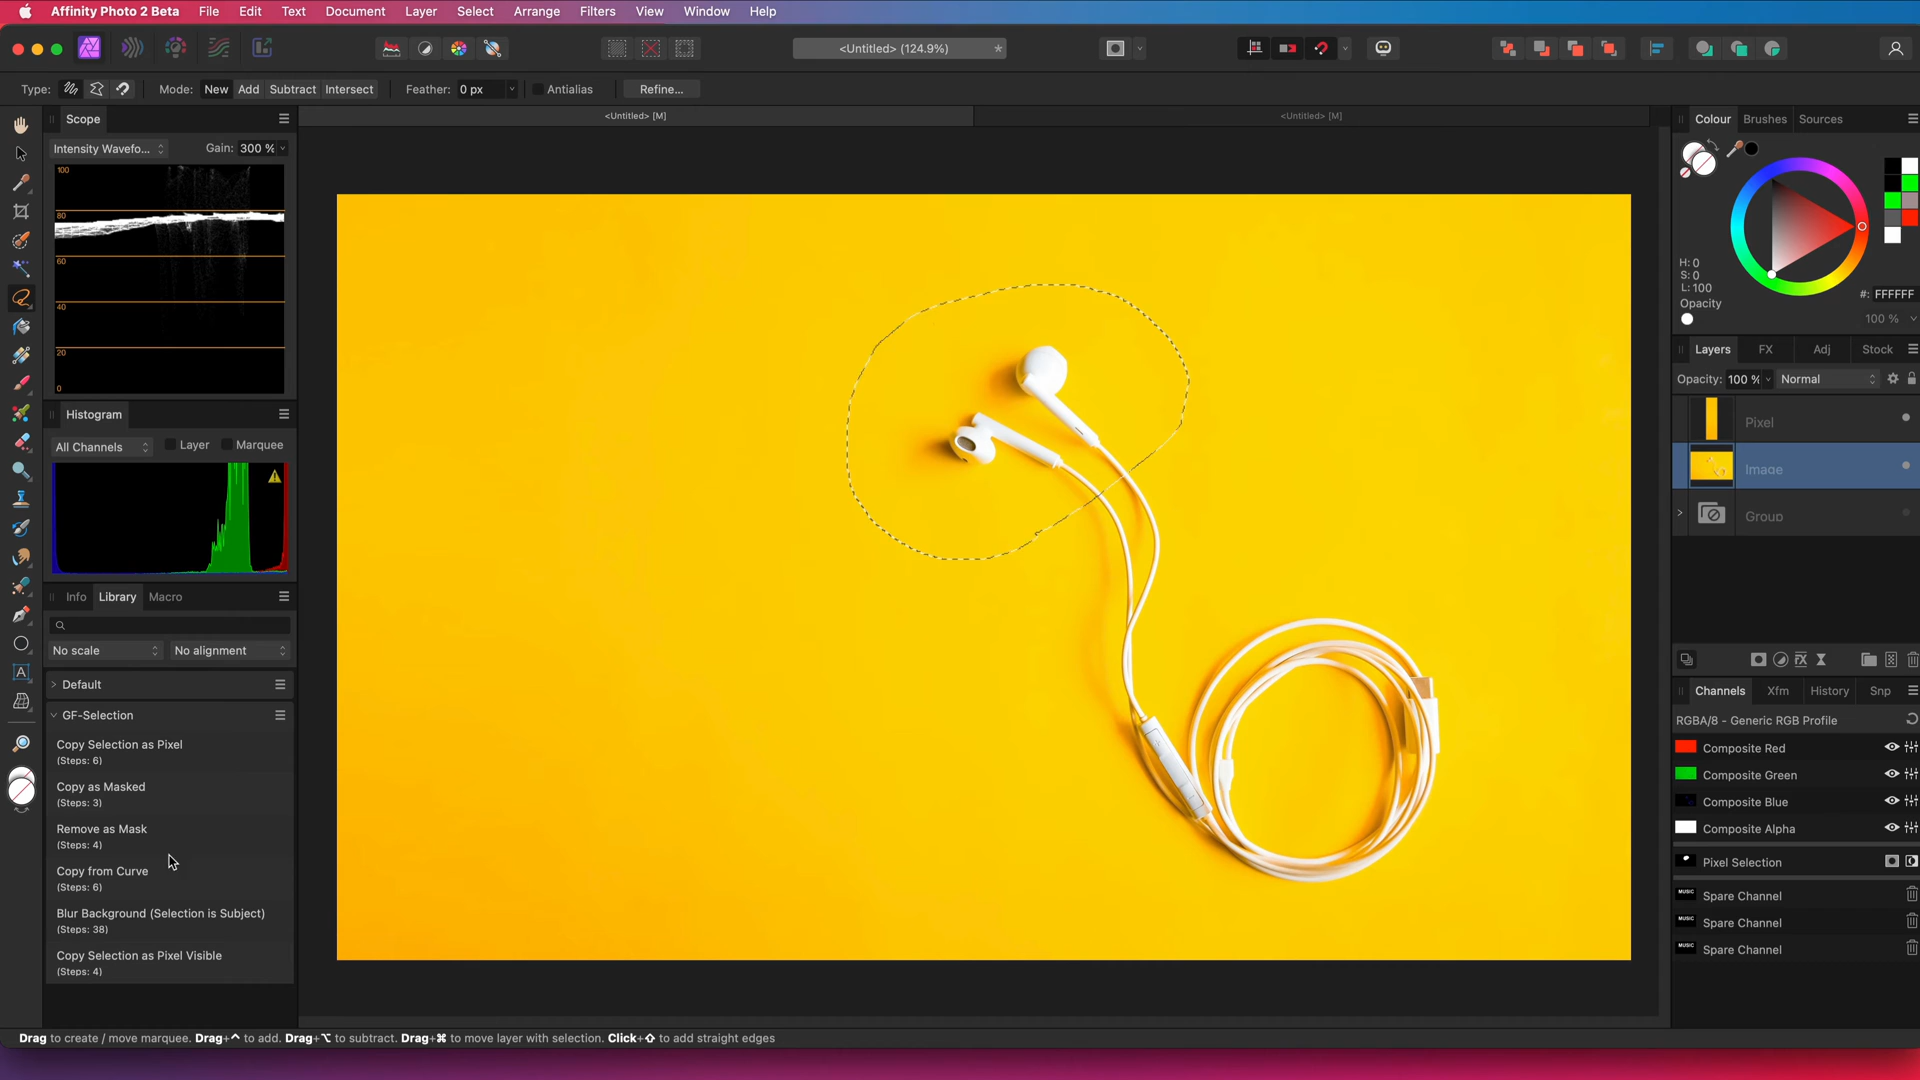 Affinity Photo 2 Beta File Edit Text Document Layer Select Arrange Filters View Window Help
<Untitled> (124.9%) *
Type: Mode: New Add Subtract Intersect Feather: 0 px Antialias Refine...
<Untitled> [M] <Untitled> [M]
Scope
Intensity Wavefo... Gain: 300 %
100
80
60
40
20
0
Histogram
All Channels Layer Marquee
Info Library Macro
No scale No alignment
Default
GF-Selection
Copy Selection as Pixel
(Steps: 6)
Copy as Masked
(Steps: 3)
Remove as Mask
(Steps: 4)
Copy from Curve
(Steps: 6)
Blur Background (Selection is Subject)
(Steps: 38)
Copy Selection as Pixel Visible
(Steps: 4)
Colour Brushes Sources
H: 0
S: 0
L: 100
#: FFFFFF
Opacity
100 %
Layers FX Adj Stock
Opacity: 100 % Normal
Pixel
Image
Group
Channels Xfm History Snp
RGBA/8 - Generic RGB Profile
Composite Red
Composite Green
Composite Blue
Composite Alpha
Pixel Selection
MUSIC Spare Channel
MUSIC Spare Channel
MUSIC Spare Channel
Drag to create / move marquee. Drag+⌃ to add. Drag+⌥ to subtract. Drag+⌘ to move layer with selection. Click+⇧ to add straight edges